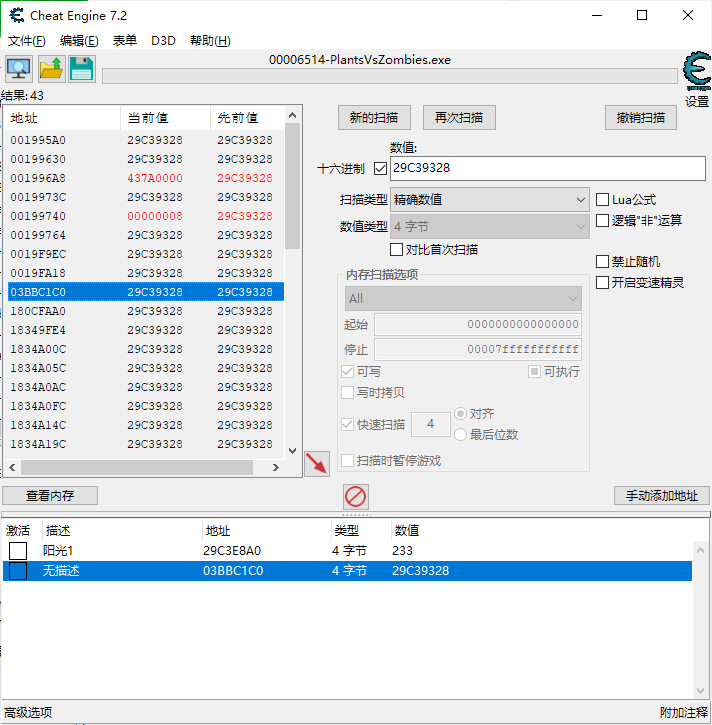 Cheat Engine 7.2
文件(F) 编辑(E) 表单 D3D 帮助(H)
00006514-PlantsVsZombies.exe
设置
结果: 43
地址 当前值 先前值
001995A0 29C39328 29C39328
00199630 29C39328 29C39328
001996A8 437A0000 29C39328
0019973C 29C39328 29C39328
00199740 00000008 29C39328
00199764 29C39328 29C39328
0019F9EC 29C39328 29C39328
0019FA18 29C39328 29C39328
03BBC1C0 29C39328 29C39328
180CFAA0 29C39328 29C39328
18349FE4 29C39328 29C39328
1834A00C 29C39328 29C39328
1834A05C 29C39328 29C39328
1834A0AC 29C39328 29C39328
1834A0FC 29C39328 29C39328
1834A14C 29C39328 29C39328
1834A19C 29C39328 29C39328
新的扫描 再次扫描 撤销扫描
数值:
十六进制 29C39328
扫描类型 精确数值
数值类型 4 字节
对比首次扫描
Lua公式
逻辑"非"运算
禁止随机
开启变速精灵
内存扫描选项
All
起始 0000000000000000
停止 00007fffffffffff
可写 可执行
写时拷贝
快速扫描 4 对齐
最后位数
扫描时暂停游戏
查看内存 手动添加地址
激活 描述 地址 类型 数值
阳光1 29C3E8A0 4 字节 233
无描述 03BBC1C0 4 字节 29C39328
高级选项 附加注释